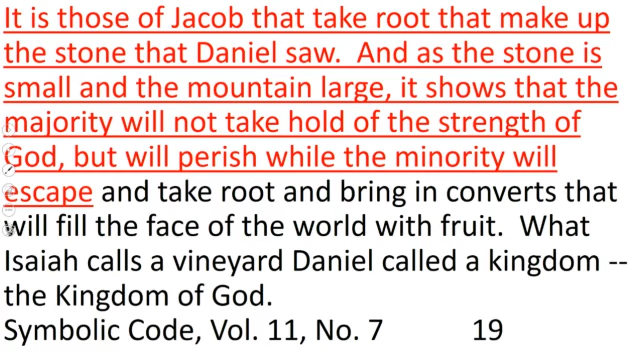 It is those of Jacob that take root that make up
the stone that Daniel saw.  And as the stone is
small and the mountain large, it shows that the
majority will not take hold of the strength of
God, but will perish while the minority will
escape and take root and bring in converts that
will fill the face of the world with fruit.  What
Isaiah calls a vineyard Daniel called a kingdom --
the Kingdom of God.
Symbolic Code, Vol. 11, No. 7 19